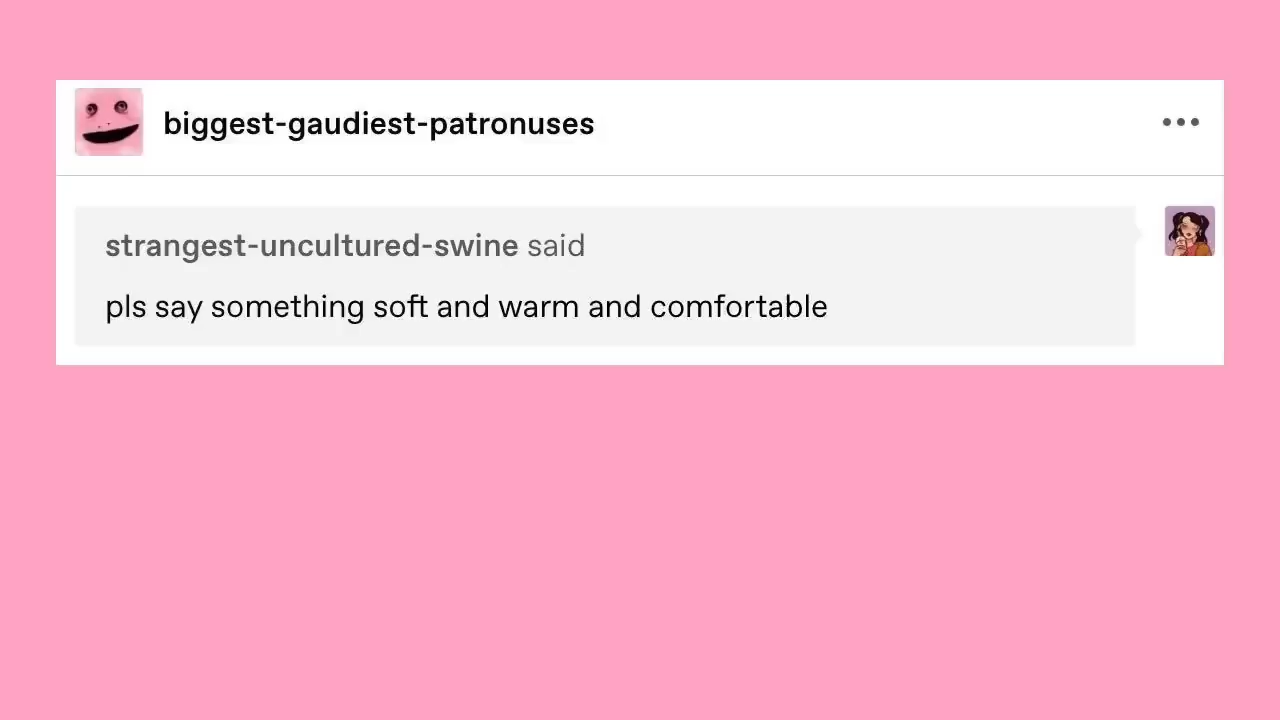 biggest-gaudiest-patronuses
strangest-uncultured-swine said
pls say something soft and warm and comfortable